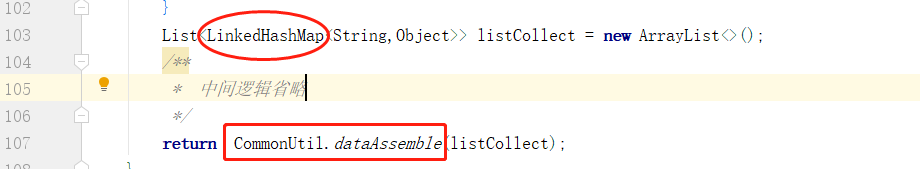 102 }
103 List<LinkedHashMap<String,Object>> listCollect = new ArrayList<>();
104 /**
105 * 中间逻辑省略
106 */
107 return CommonUtil.dataAssemble(listCollect);
108 }